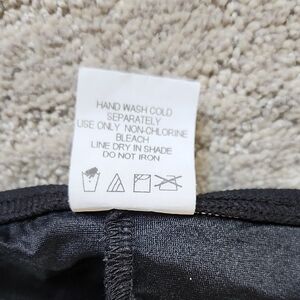 HAND WASH COLD
SEPARATELY
USE ONLY NON-CHLORINE
BLEACH
LINE DRY IN SHADE
DO NOT IRON